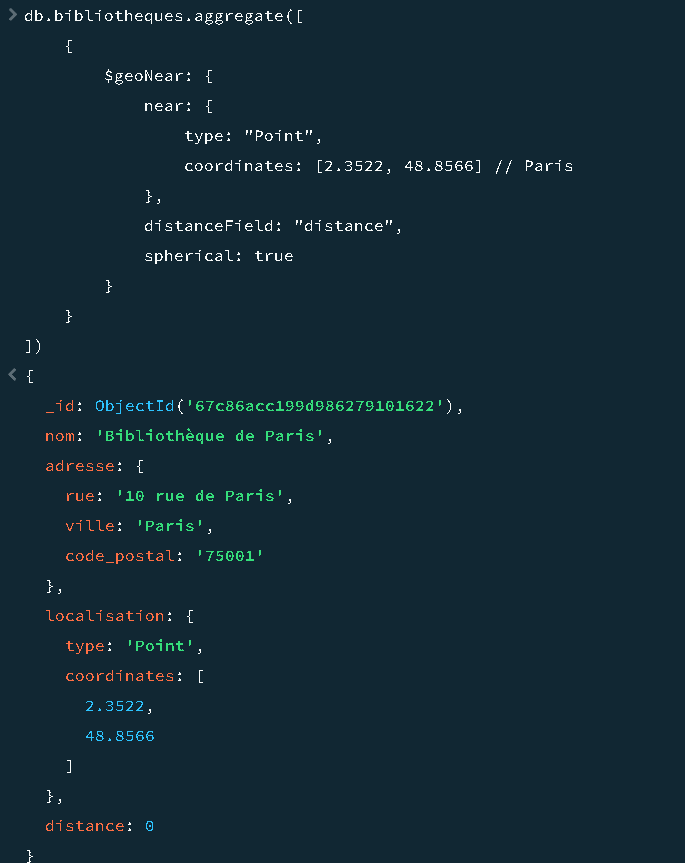 > db.bibliotheques.aggregate([
{
$geoNear: {
near: {
type: "Point",
coordinates: [2.3522, 48.8566] // Paris
},
distanceField: "distance",
spherical: true
}
}
])
< {
_id: ObjectId('67c86acc199d986279101622'),
nom: 'Bibliothèque de Paris',
adresse: {
rue: '10 rue de Paris',
ville: 'Paris',
code_postal: '75001'
},
localisation: {
type: 'Point',
coordinates: [
2.3522,
48.8566
]
},
distance: 0
}